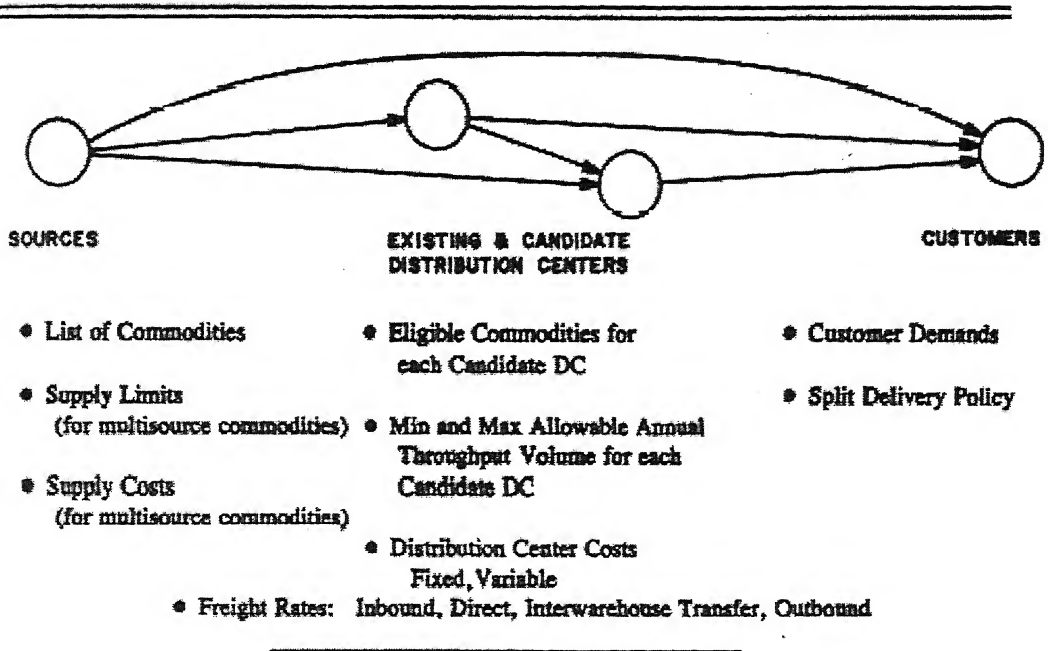 SOURCES
EXISTING & CANDIDATE
DISTRIBUTION CENTERS
CUSTOMERS
• List of Commodities
• Supply Limits
(for multisource commodities)
• Supply Costs
(for multisource commodities)
• Eligible Commodities for
each Candidate DC
• Min and Max Allowable Annual
Throughput Volume for each
Candidate DC
• Distribution Center Costs
Fixed, Variable
• Customer Demands
• Split Delivery Policy
• Freight Rates: Inbound, Direct, Interwarehouse Transfer, Outbound